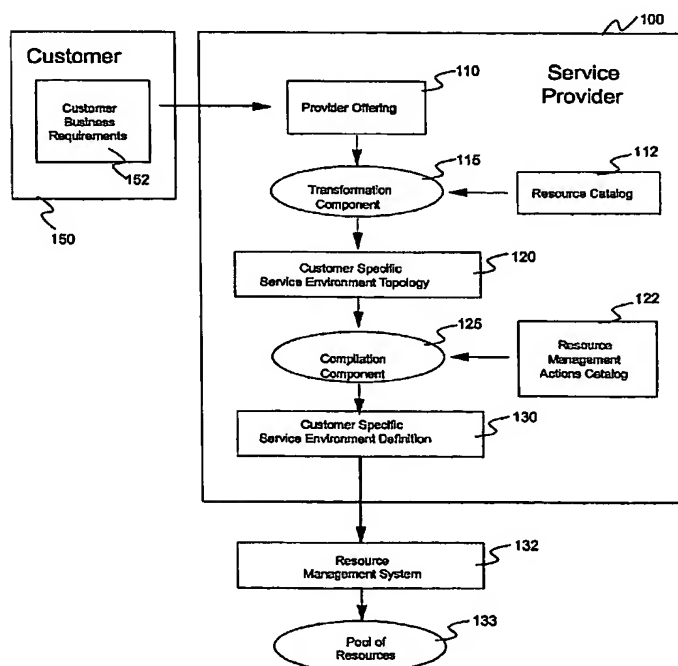 100
Customer
Customer
Business
Requirements
152
150
Service
Provider
110
Provider Offering
115
Transformation
Component
112
Resource Catalog
120
Customer Specific
Service Environment Topology
125
Compilation
Component
122
Resource
Management
Actions Catalog
130
Customer Specific
Service Environment Definition
132
Resource
Management System
133
Pool of
Resources